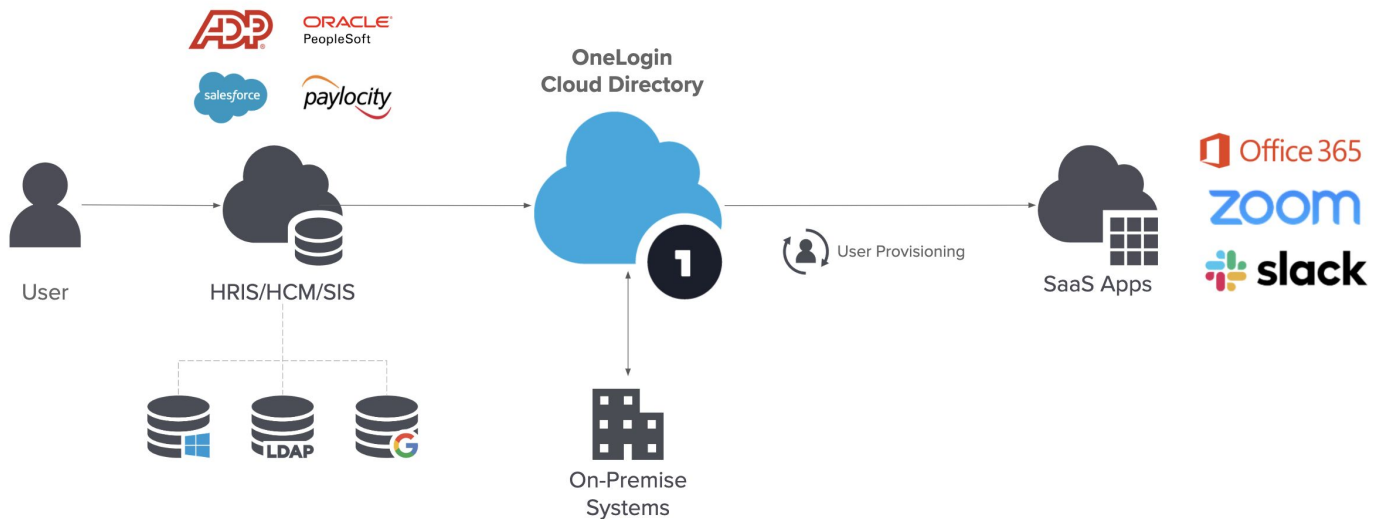 ADP
ORACLE
PeopleSoft
salesforce
paylocity
OneLogin
Cloud Directory
1
User
HRIS/HCM/SIS
User Provisioning
SaaS Apps
Office 365
zoom
slack
LDAP
G
On-Premise
Systems